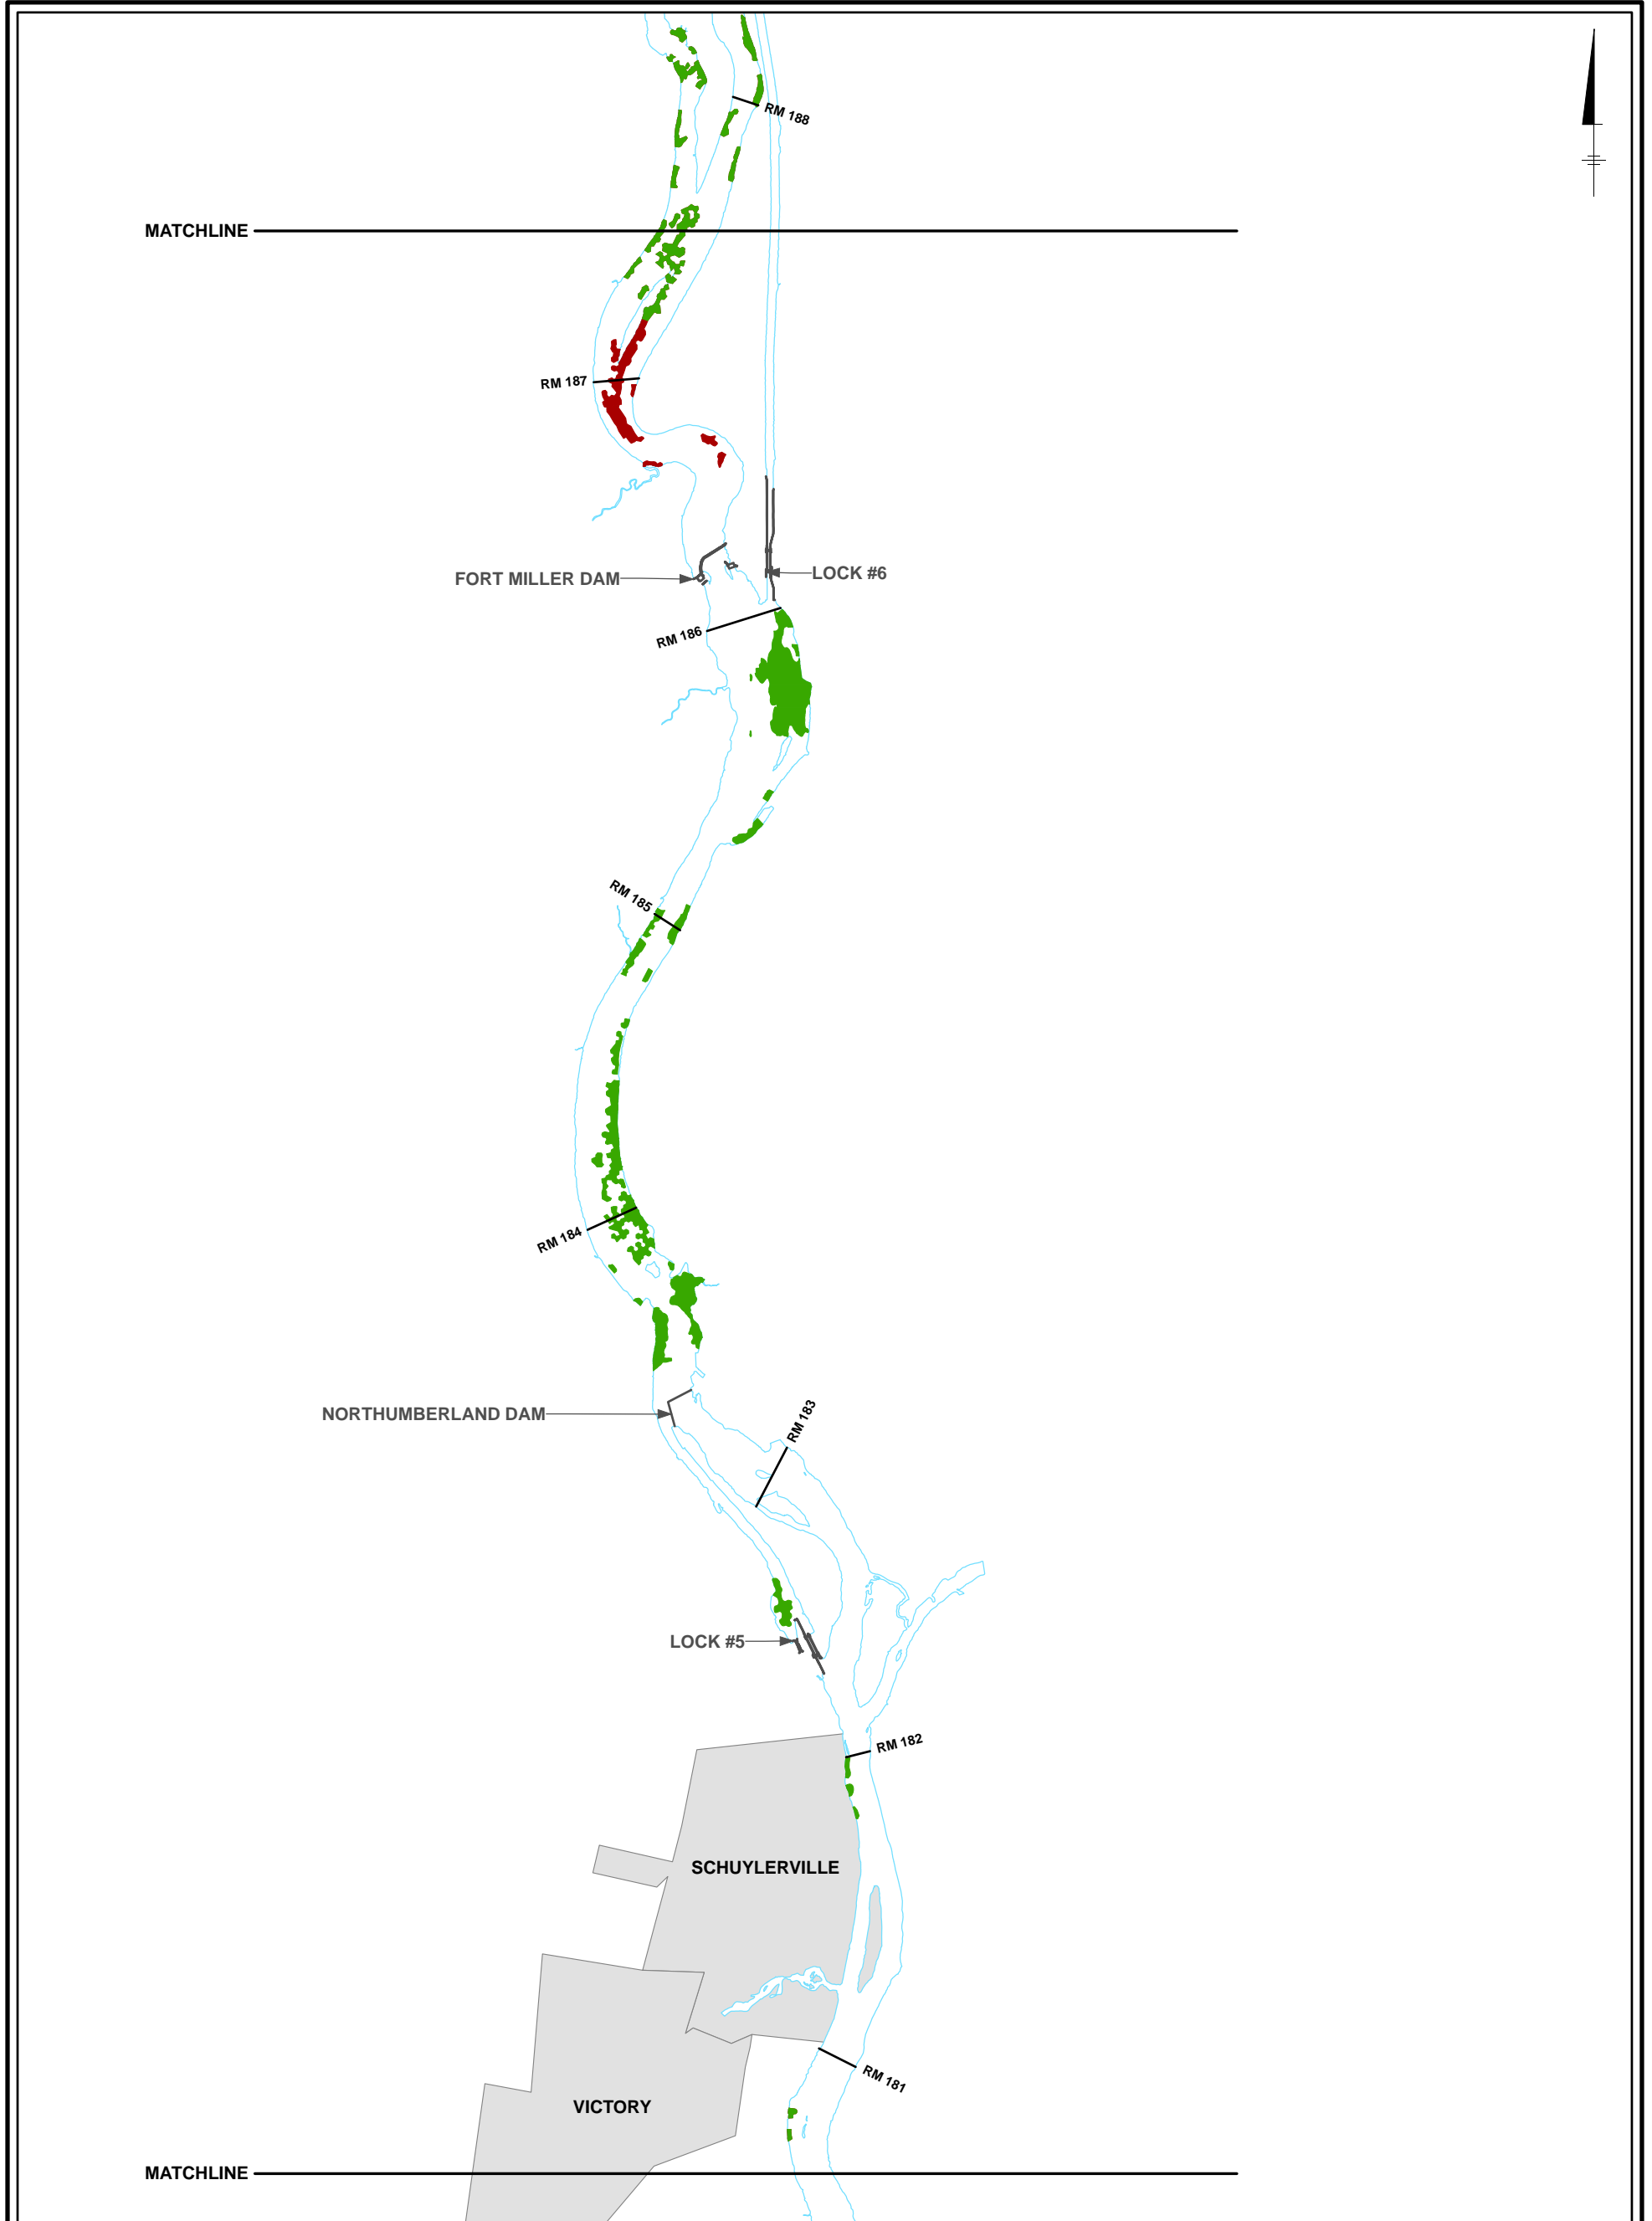 RM 188
MATCHLINE
RM 187
FORT MILLER DAM
LOCK #6
RM 186
RM 185
RM 184
NORTHUMBERLAND DAM
RM 183
LOCK #5
RM 182
SCHUYLERVILLE
RM 181
VICTORY
MATCHLINE